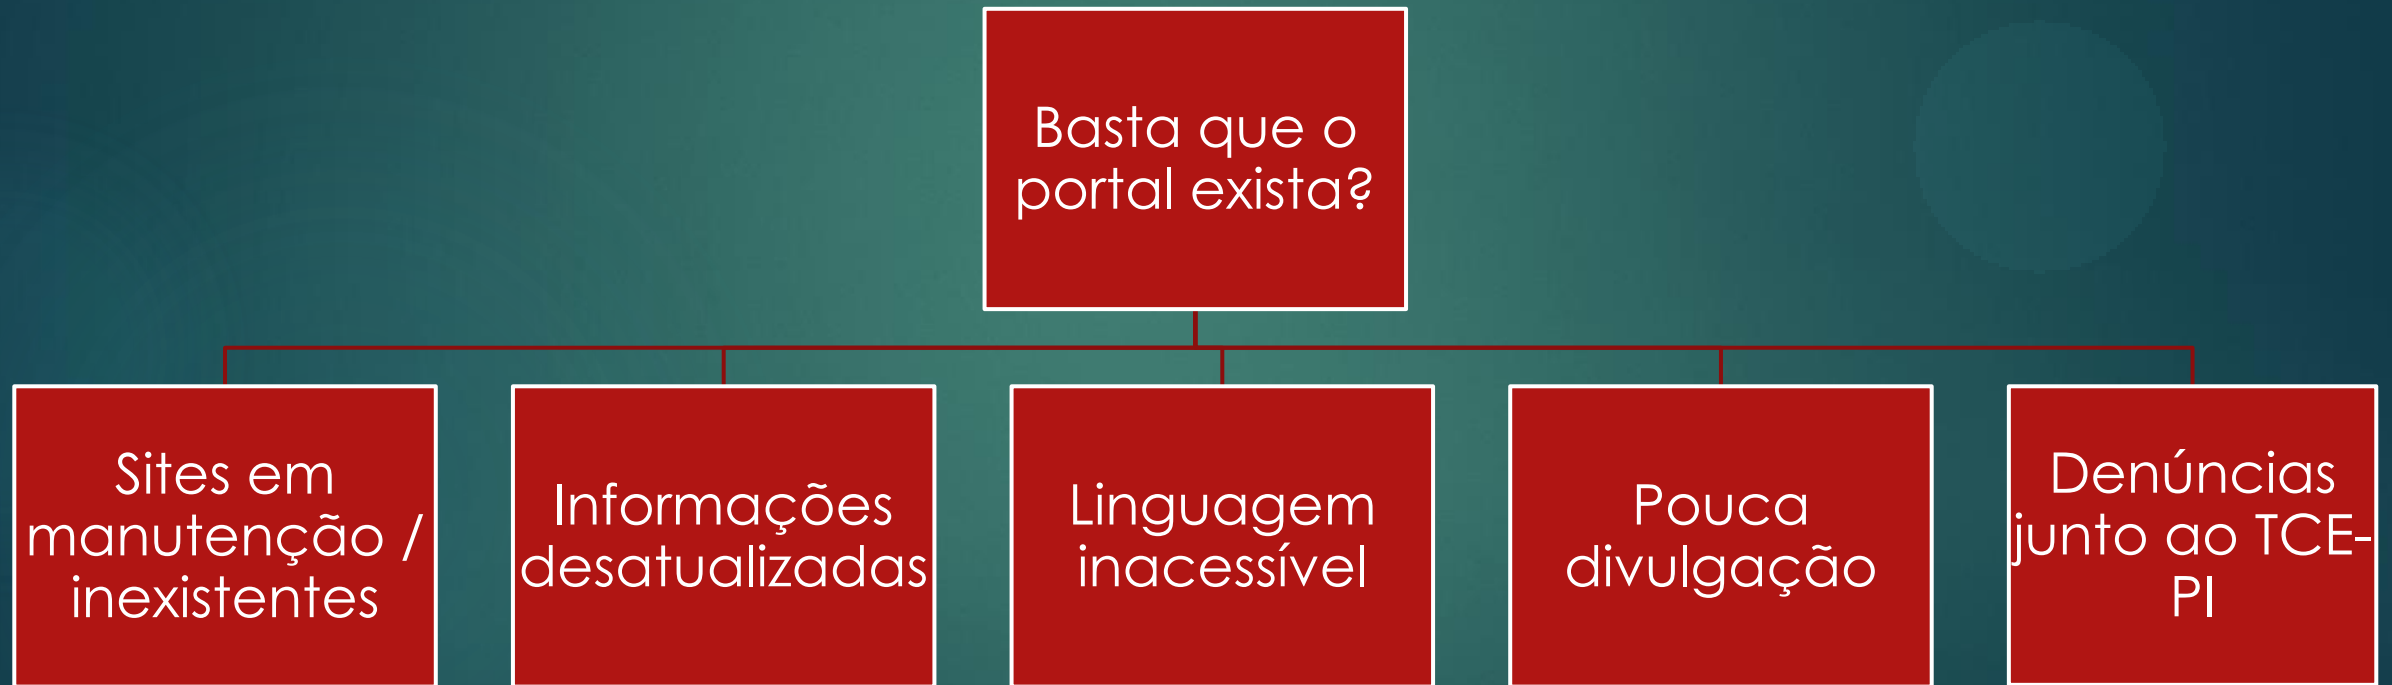 Basta que o
portal exista?
Sites em
manutenção /
inexistentes
Informações
desatualizadas
Linguagem
inacessível
Pouca
divulgação
Denúncias
junto ao TCE-
PI